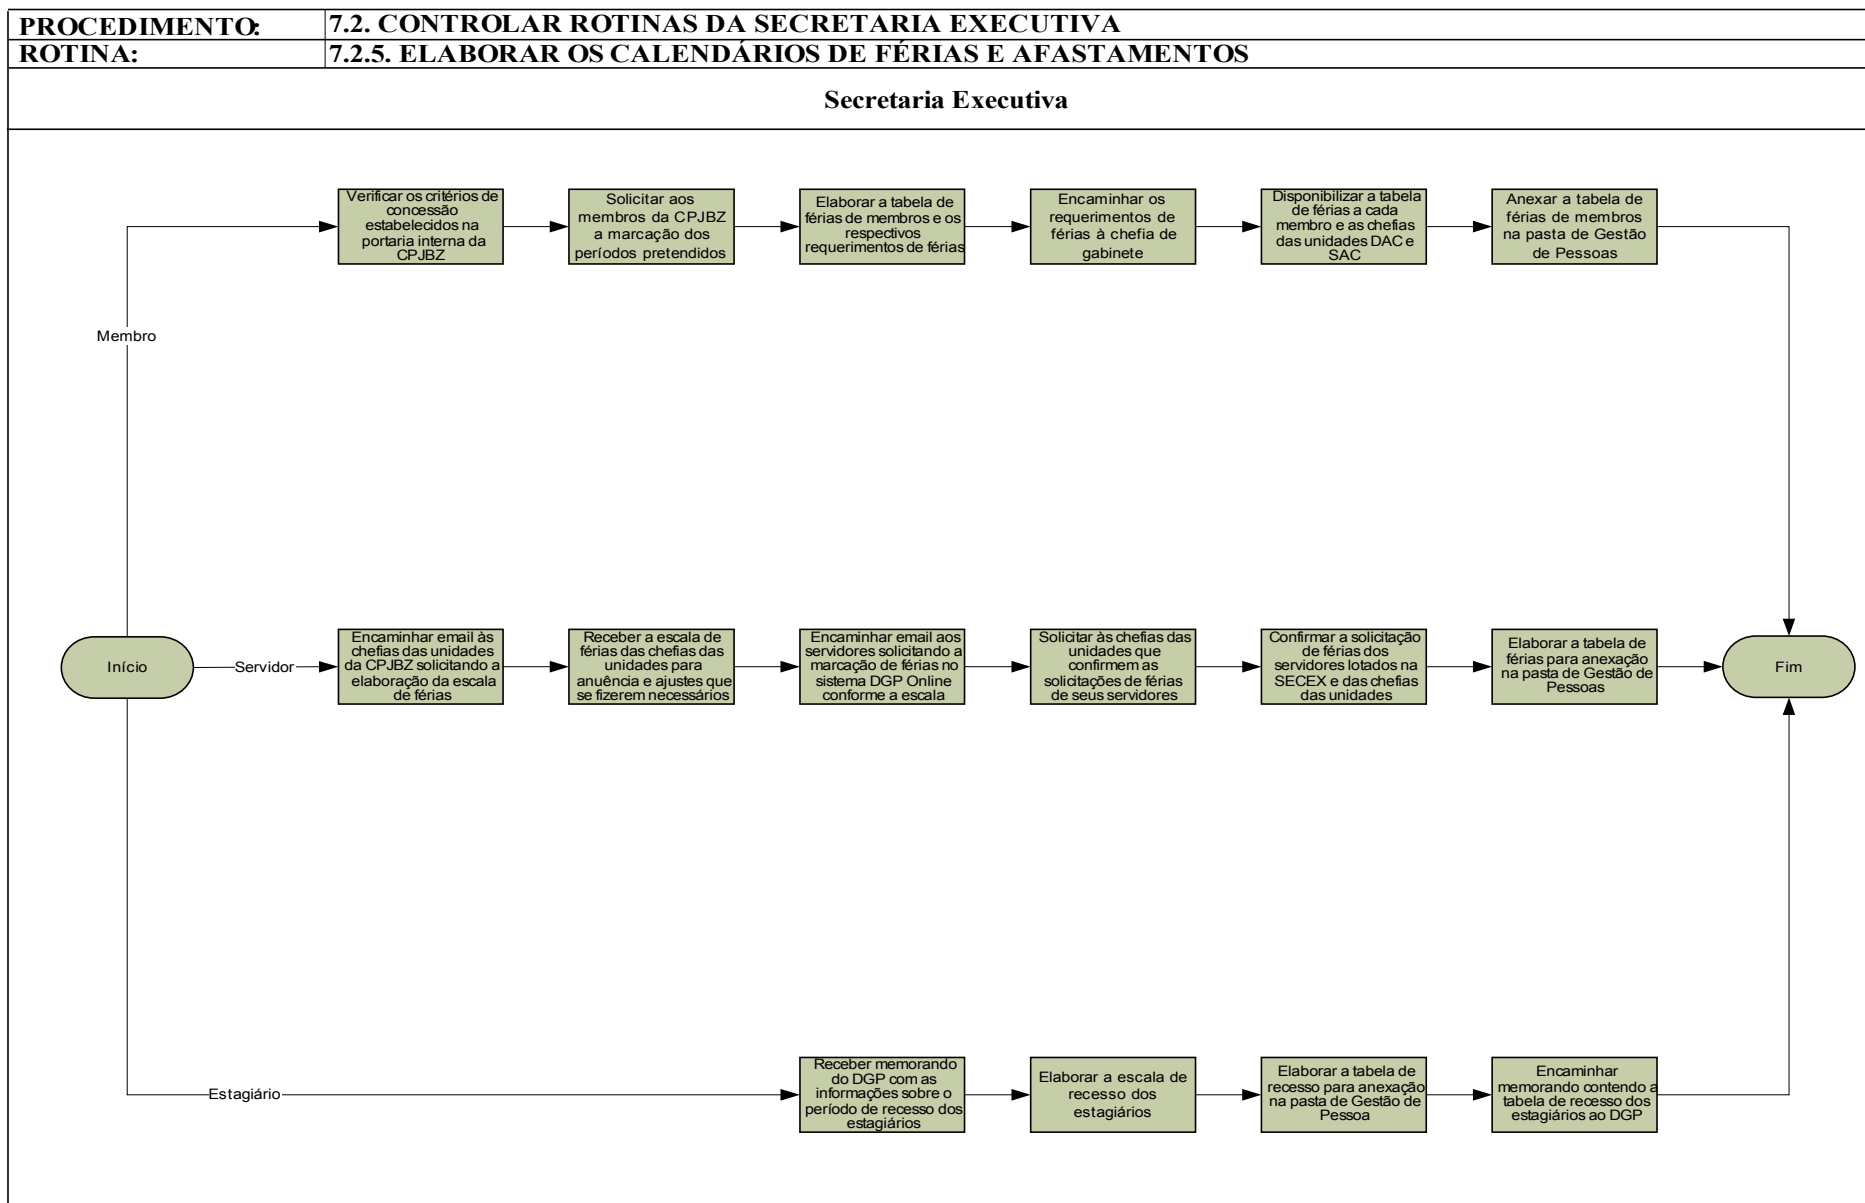 PROCEDIMENTO:
7.2. CONTROLAR ROTINAS DA SECRETARIA EXECUTIVA
ROTINA:
7.2.5. ELABORAR OS CALENDÁRIOS DE FÉRIAS E AFASTAMENTOS
Secretaria Executiva
Verificar os critérios de
concessão
estabelecidos na
portaria interna da
CPJBZ
Solicitar aos
membros da CPJBZ
a marcação dos
períodos pretendidos
Elaborar a tabela de
férias de membros e os
respectivos
requerimentos de férias
Encaminhar os
requerimentos de
férias à chefia de
gabinete
Disponibilizar a tabela
de férias a cada
membro e as chefias
das unidades DAC e
SAC
Anexar a tabela de
férias de membros
na pasta de Gestão
de Pessoas
Membro
Início
Servidor
Encaminhar email às
chefias das unidades
da CPJBZ solicitando a
elaboração da escala
de férias
Receber a escala de
férias das chefias das
unidades para
anuência e ajustes que
se fizerem necessários
Encaminhar email aos
servidores solicitando a
marcação de férias no
sistema DGP Online
conforme a escala
Solicitar às chefias das
unidades que
confirmem as
solicitações de férias
de seus servidores
Confirmar a solicitação
de férias dos
servidores lotados na
SECEX e das chefias
das unidades
Elaborar a tabela de
férias para anexação
na pasta de Gestão de
Pessoas
Fim
Estagiário
Receber memorando
do DGP com as
informações sobre o
período de recesso dos
estagiários
Elaborar a escala de
recesso dos
estagiários
Elaborar a tabela de
recesso para anexação
na pasta de Gestão de
Pessoa
Encaminhar
memorando contendo a
tabela de recesso dos
estagiários ao DGP